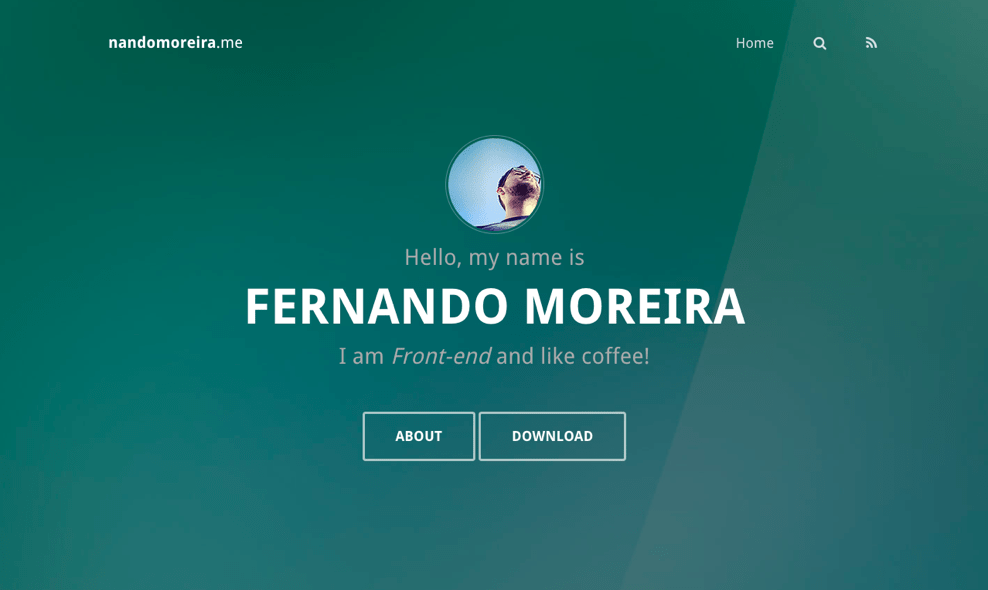 nandomoreira.me
Home
Hello, my name is
FERNANDO MOREIRA
I am Front-end and like coffee!
ABOUT
DOWNLOAD